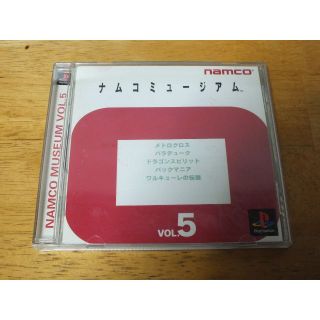 namco
ナムコミュージアム
TM
メトロクロス
バラデューク
ドラゴンスピリット
パックマニア
ワルキューレの伝説
VOL.5
NAMCO MUSEUM VOL.5
PlayStation